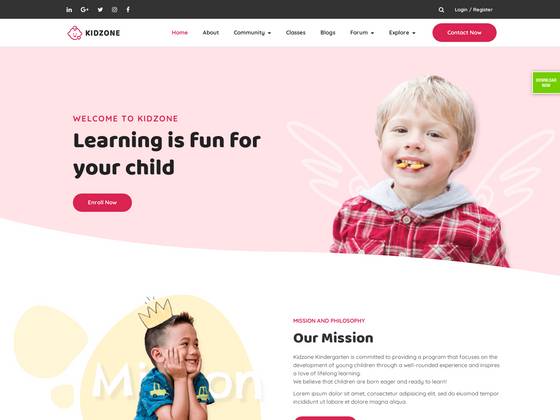 Login / Register
KIDZONE
Home
About
Community
Classes
Blogs
Forum
Explore
Contact Now
DOWNLOAD
NOW
WELCOME TO KIDZONE
Learning is fun for
your child
Enroll Now
MISSION AND PHILOSOPHY
Our Mission
Kidzone Kindergarten is committed to providing a program that focuses on the
development of young children through a well-rounded experience and inspires
a love of lifelong learning.
We believe that children are born eager and ready to learn!!
Lorem ipsum dolor sit amet, consectetur adipiscing elit, sed do eiusmod tempor
incididunt ut labore et dolore magna aliqua.